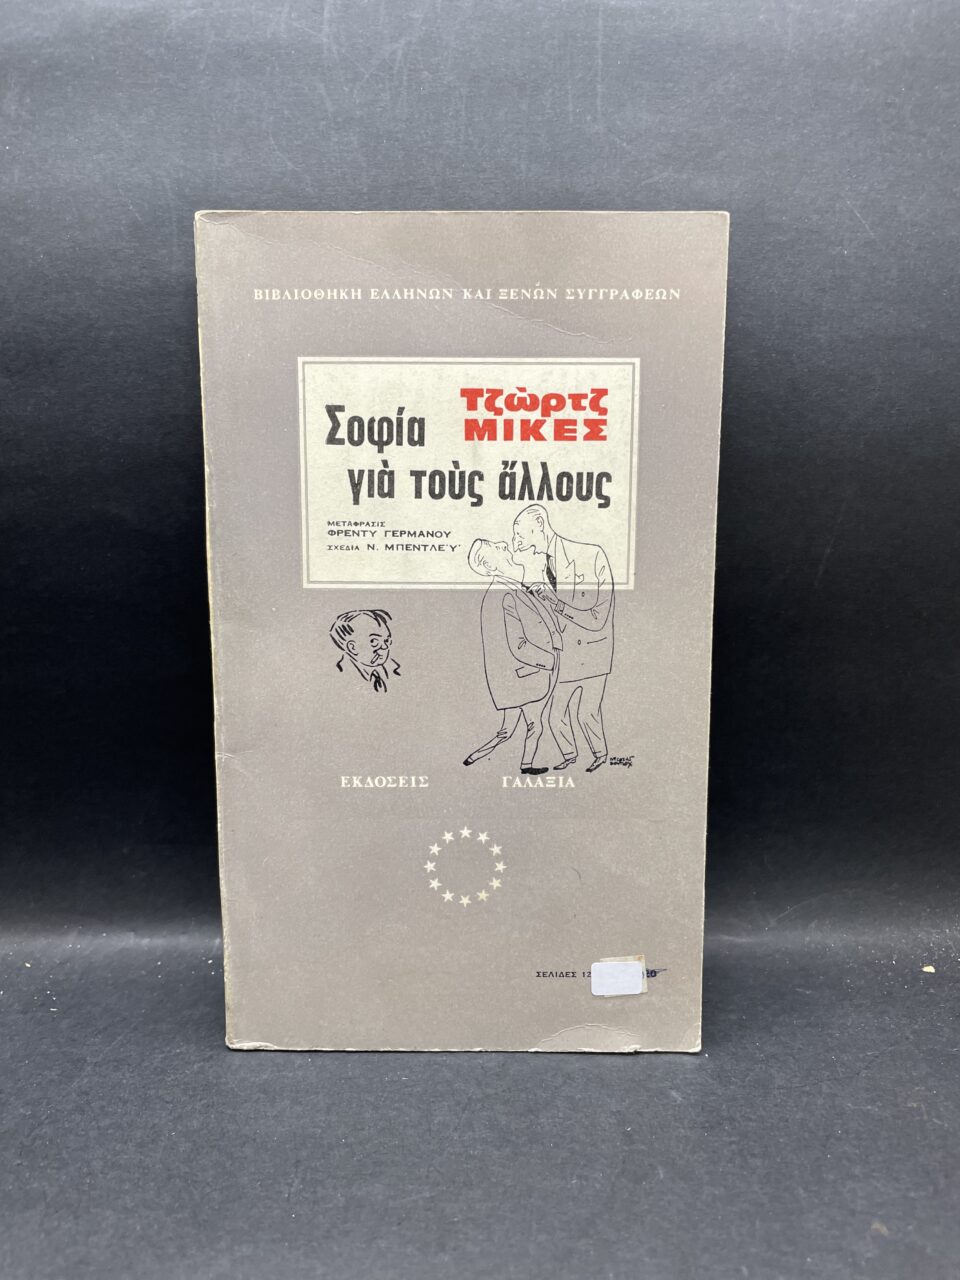 ΒΙΒΛΙΟΘΗΚΗ ΕΛΛΗΝΩΝ ΚΑΙ ΞΕΝΩΝ ΣΥΓΓΡΑΦΕΩΝ
Τζὼρτζ
ΜΙΚΕΣ
Σοφία
γιὰ τοὺς ἄλλους
ΜΕΤΑΦΡΑΣΙΣ
ΦΡΕΝΤΥ ΓΕΡΜΑΝΟΥ
ΣΧΕΔΙΑ Ν. ΜΠΕΝΤΛΕ·Υ·
ΕΚΔΟΣΕΙΣ ΓΑΛΑΞΙΑ
ΣΕΛΙΔΕΣ